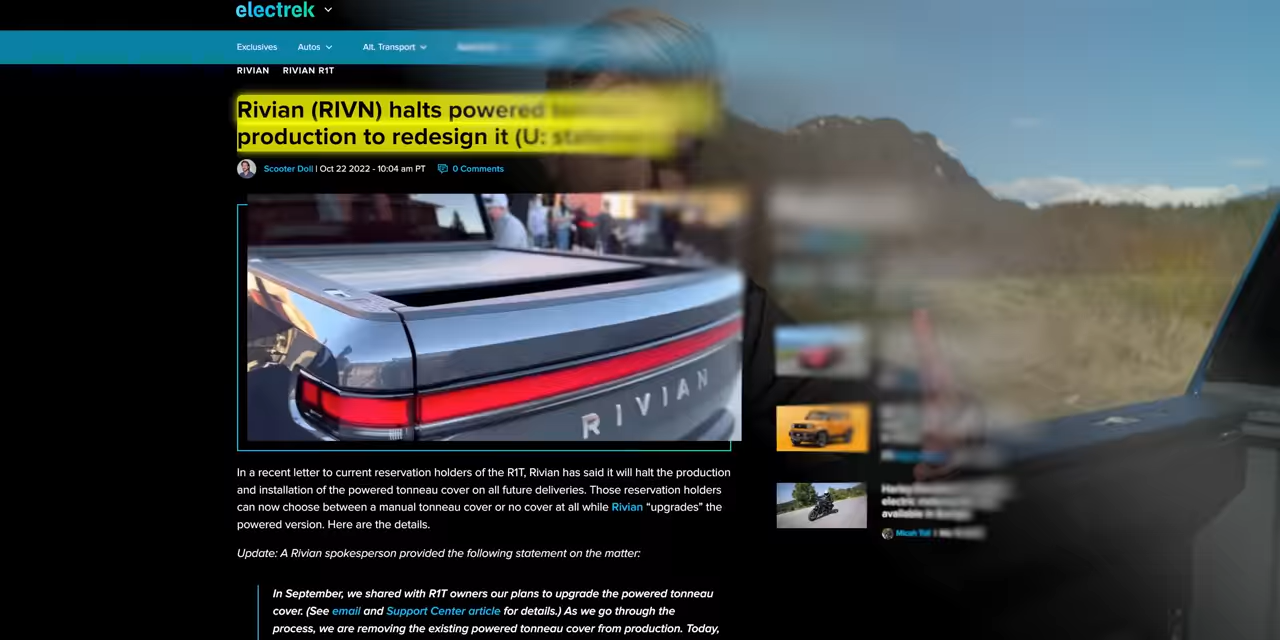 electrek
Exclusives Autos Alt. Transport
RIVIAN RIVIAN R1T
Rivian (RIVN) halts powered
production to redesign it (U:
Scooter Doll | Oct 22 2022 - 10:04 am PT 0 Comments
RIVIAN
In a recent letter to current reservation holders of the R1T, Rivian has said it will halt the production
and installation of the powered tonneau cover on all future deliveries. Those reservation holders
can now choose between a manual tonneau cover or no cover at all while Rivian “upgrades” the
powered version. Here are the details.
Update: A Rivian spokesperson provided the following statement on the matter:
In September, we shared with R1T owners our plans to upgrade the powered tonneau
cover. (See email and Support Center article for details.) As we go through the
process, we are removing the existing powered tonneau cover from production. Today,
electric
available in
Micah Toll